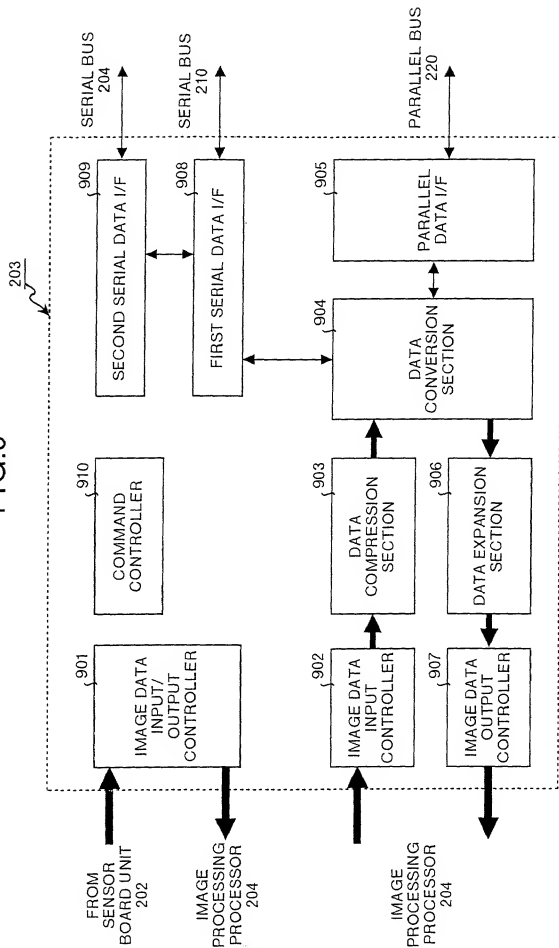 FIG.
203
FROM
SENSOR
BOARD UNIT
202
IMAGE
PROCESSING
PROCESSOR
204
901
IMAGE DATA
INPUT/
OUTPUT
CONTROLLER
910
COMMAND
CONTROLLER
909
SECOND SERIAL DATA I/F
SERIAL BUS
204
908
FIRST SERIAL DATA I/F
SERIAL BUS
210
IMAGE
PROCESSING
PROCESSOR
204
902
IMAGE DATA
INPUT
CONTROLLER
903
DATA
COMPRESSION
SECTION
904
DATA
CONVERSION
SECTION
905
PARALLEL
DATA I/F
PARALLEL BUS
220
907
IMAGE DATA
OUTPUT
CONTROLLER
906
DATA EXPANSION
SECTION